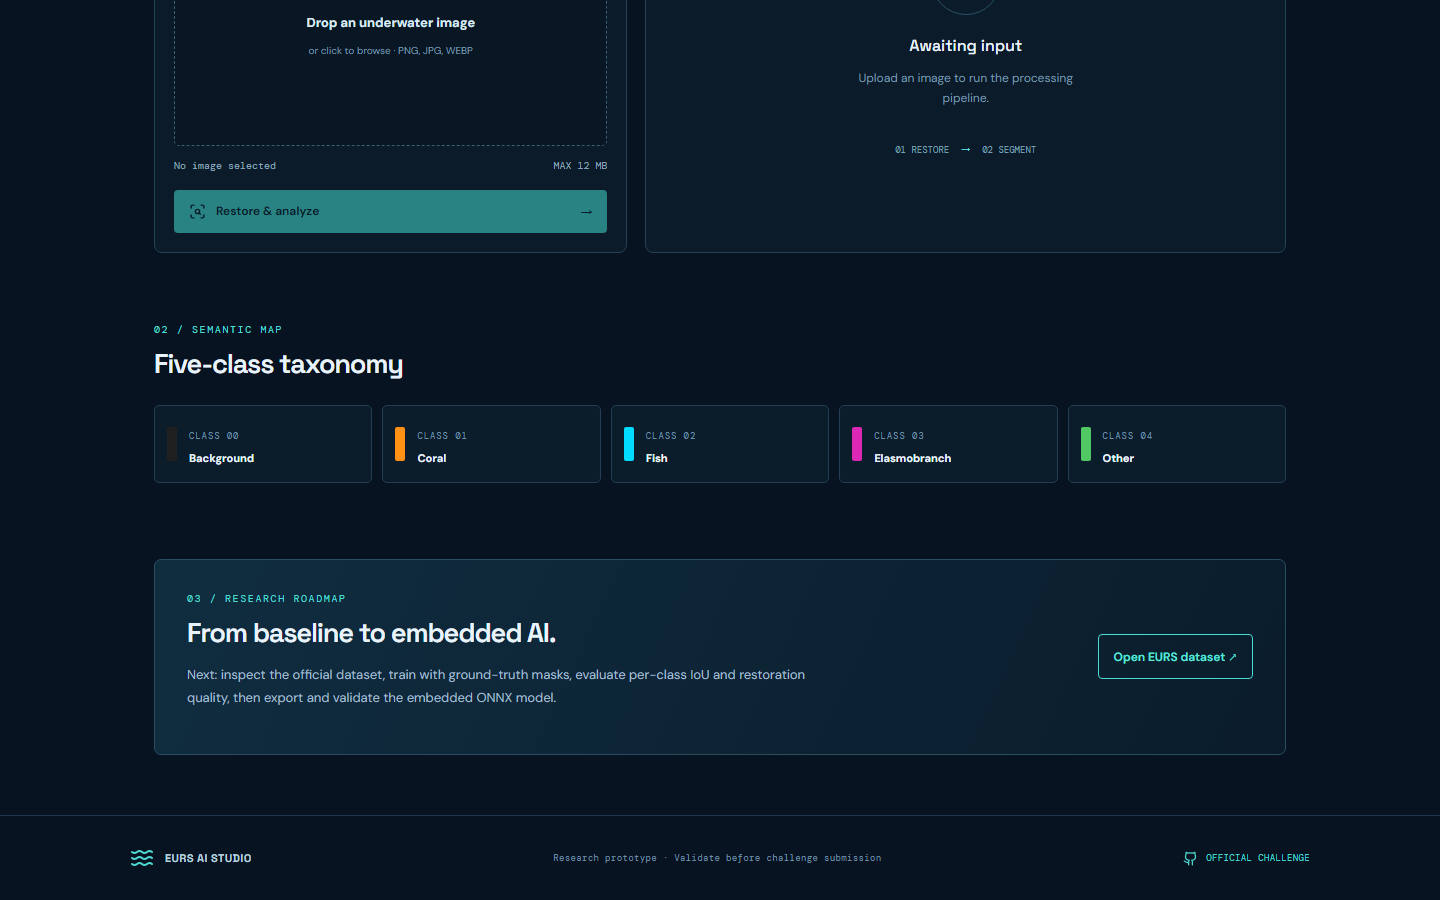 Drop an underwater image
or click to browse · PNG, JPG, WEBP
No image selected
MAX 12 MB
Restore & analyze →
Awaiting input
Upload an image to run the processing
pipeline.
01 RESTORE → 02 SEGMENT
02 / SEMANTIC MAP
Five-class taxonomy
CLASS 00
Background
CLASS 01
Coral
CLASS 02
Fish
CLASS 03
Elasmobranch
CLASS 04
Other
03 / RESEARCH ROADMAP
From baseline to embedded AI.
Next: inspect the official dataset, train with ground-truth masks, evaluate per-class IoU and restoration
quality, then export and validate the embedded ONNX model.
Open EURS dataset ↗
EURS AI STUDIO
Research prototype · Validate before challenge submission
OFFICIAL CHALLENGE